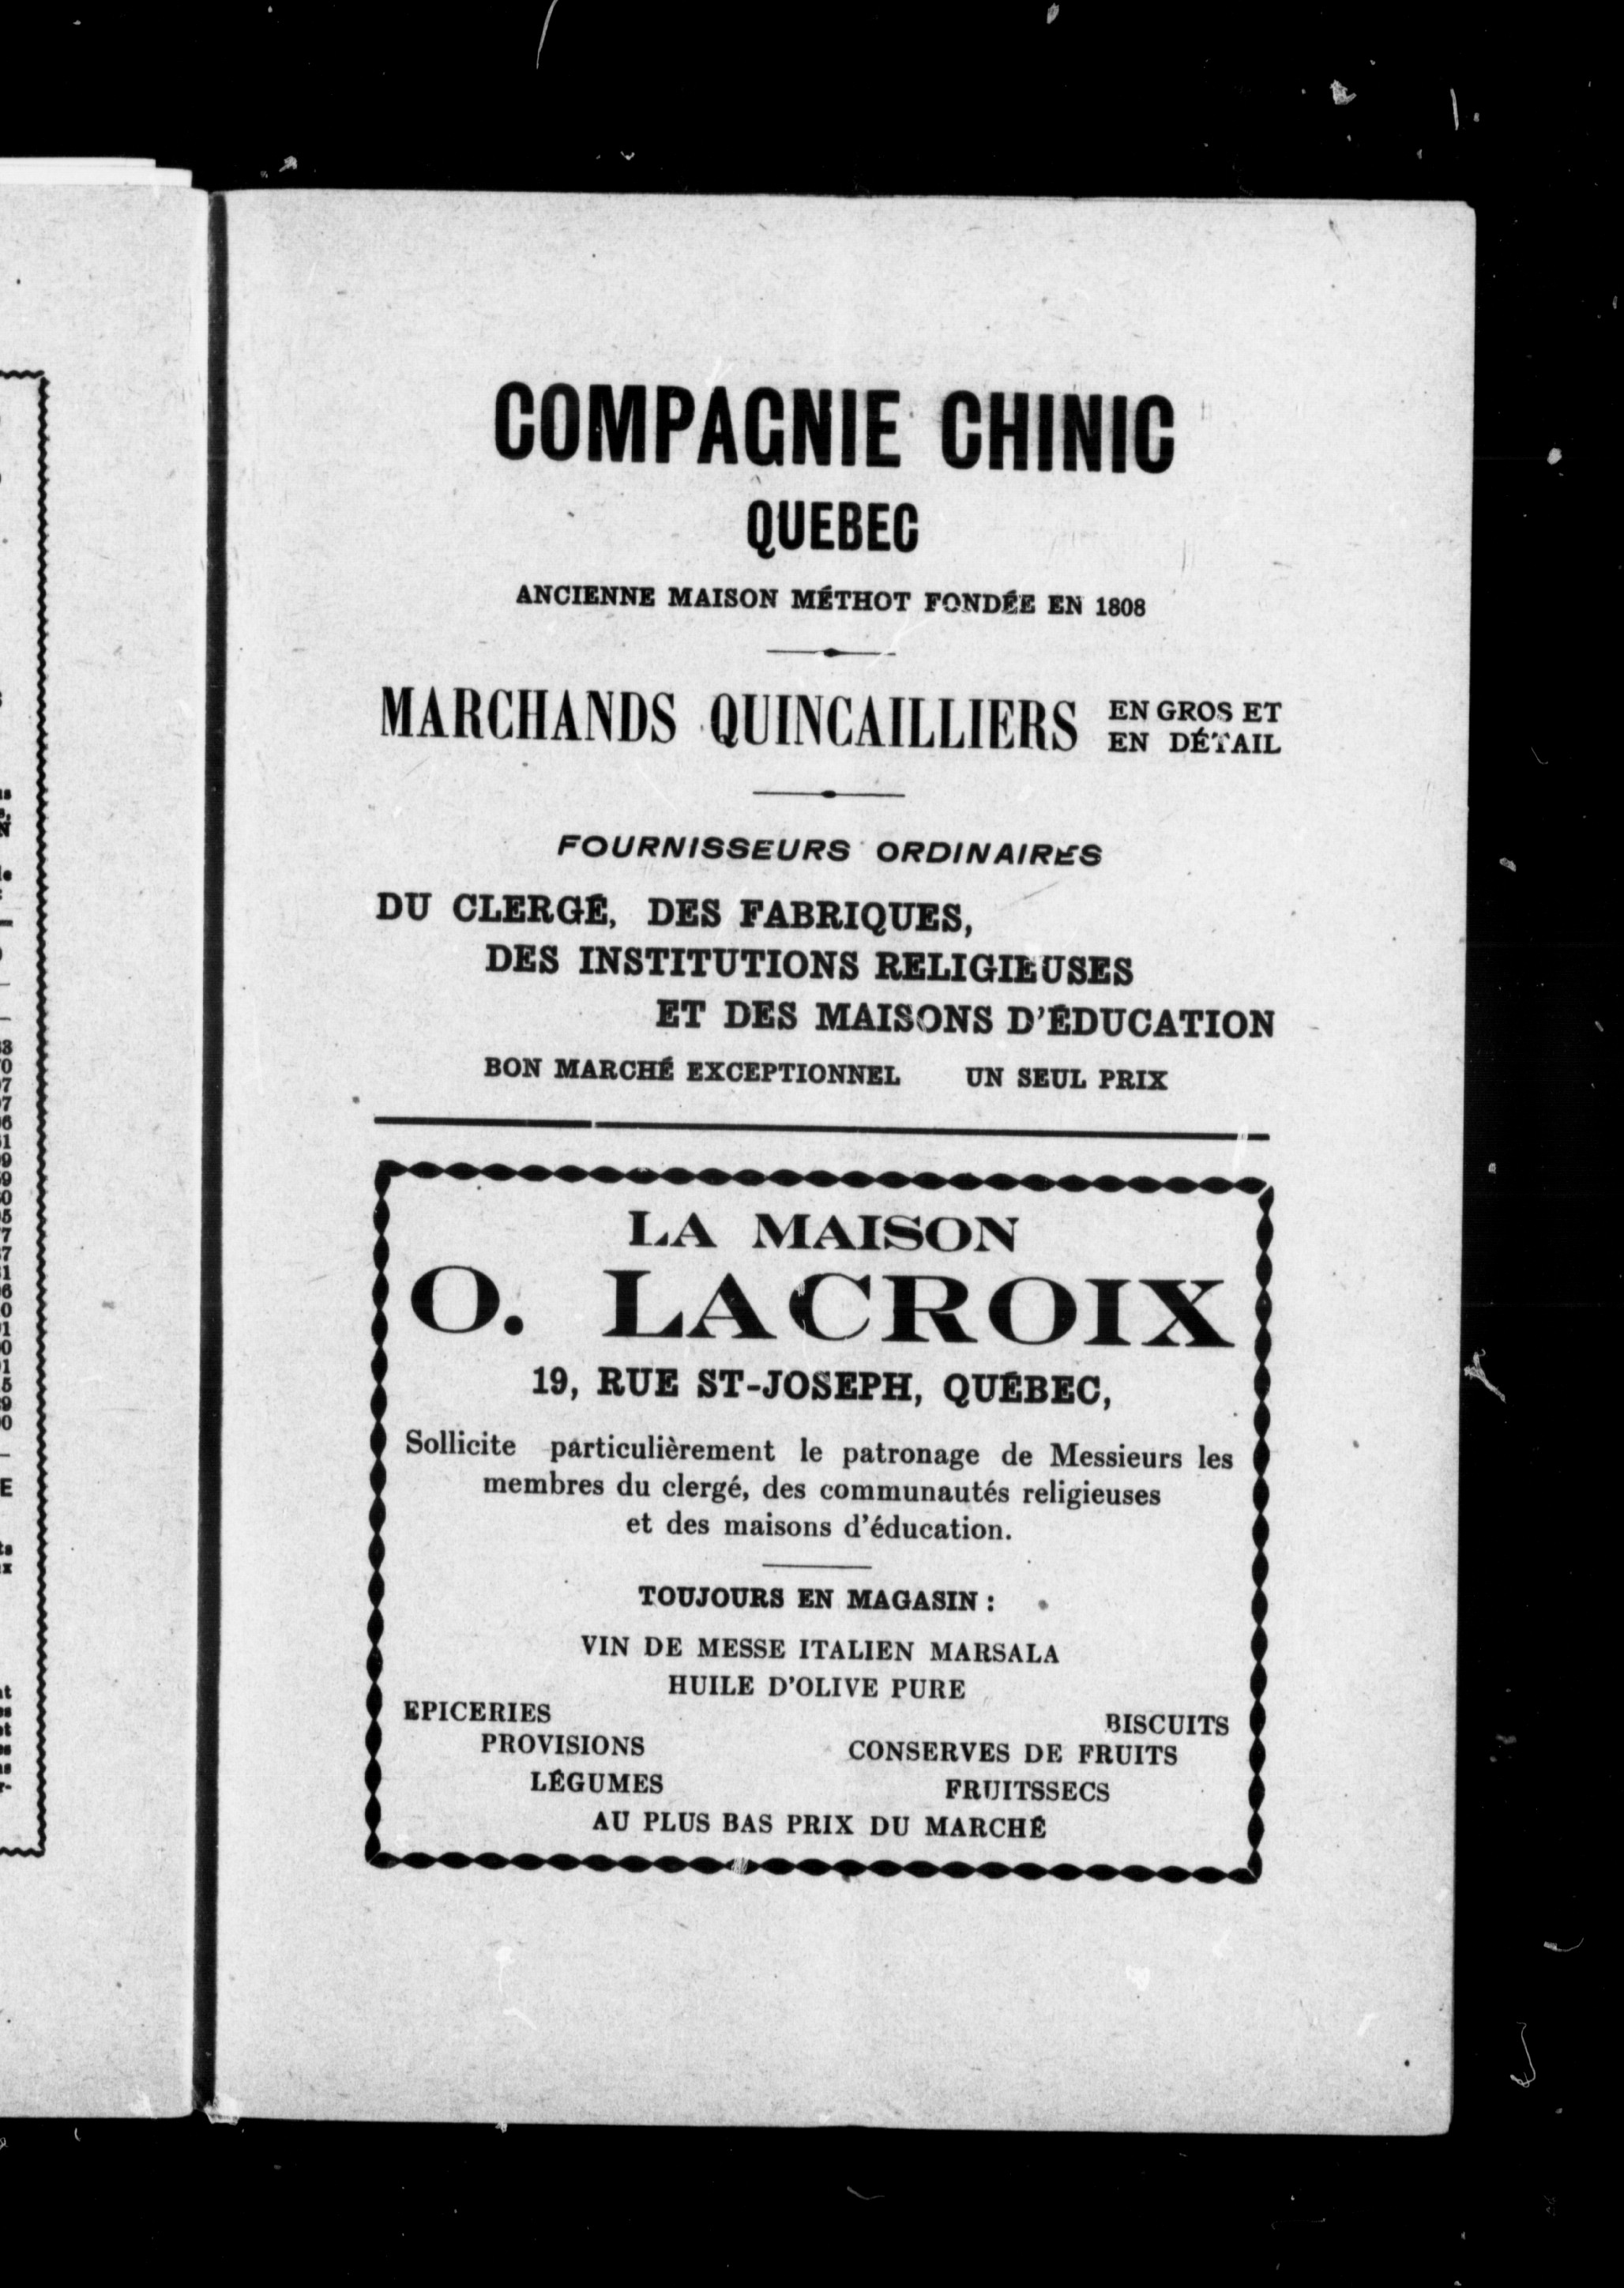 COMPAGNIE CHINIC
QUEBEC
ANCIENNE MAISON MÉTHOT FONDÉE EN 1808
MARCHANDS QUINCAILLIERS EN GROS ET
EN DÉTAIL
FOURNISSEURS ORDINAIRES
DU CLERGÉ, DES FABRIQUES,
DES INSTITUTIONS RELIGIEUSES
ET DES MAISONS D'ÉDUCATION
BON MARCHÉ EXCEPTIONNEL UN SEUL PRIX
LA MAISON
O. LACROIX
19, RUE ST-JOSEPH, QUÉBEC,
Sollicite particulièrement le patronage de Messieurs les
membres du clergé, des communautés religieuses
et des maisons d'éducation.
TOUJOURS EN MAGASIN :
VIN DE MESSE ITALIEN MARSALA
HUILE D'OLIVE PURE
EPICERIES BISCUITS
PROVISIONS CONSERVES DE FRUITS
LÉGUMES FRUITSSECS
AU PLUS BAS PRIX DU MARCHÉ